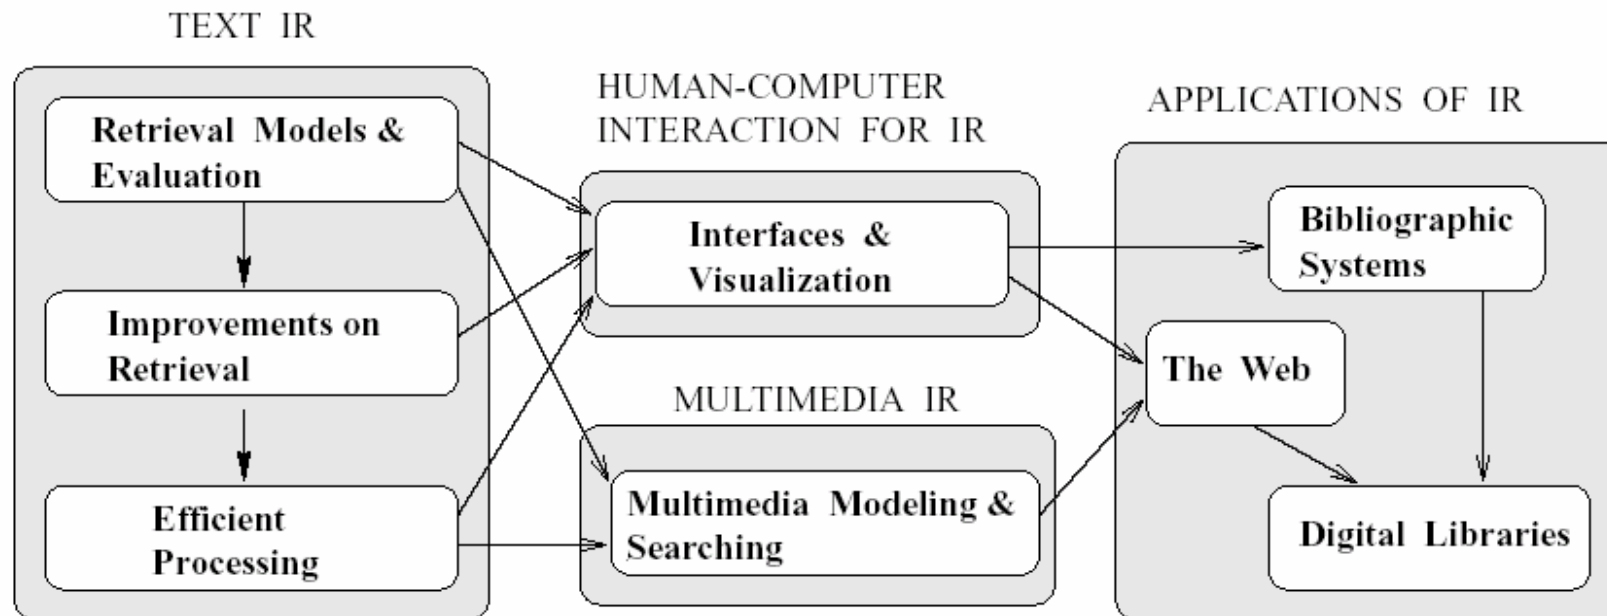 TEXT IR
Retrieval Models &
Evaluation
Improvements on
Retrieval
Efficient
Processing
HUMAN-COMPUTER
INTERACTION FOR IR
Interfaces &
Visualization
MULTIMEDIA IR
Multimedia Modeling &
Searching
APPLICATIONS OF IR
Bibliographic
Systems
The Web
Digital Libraries